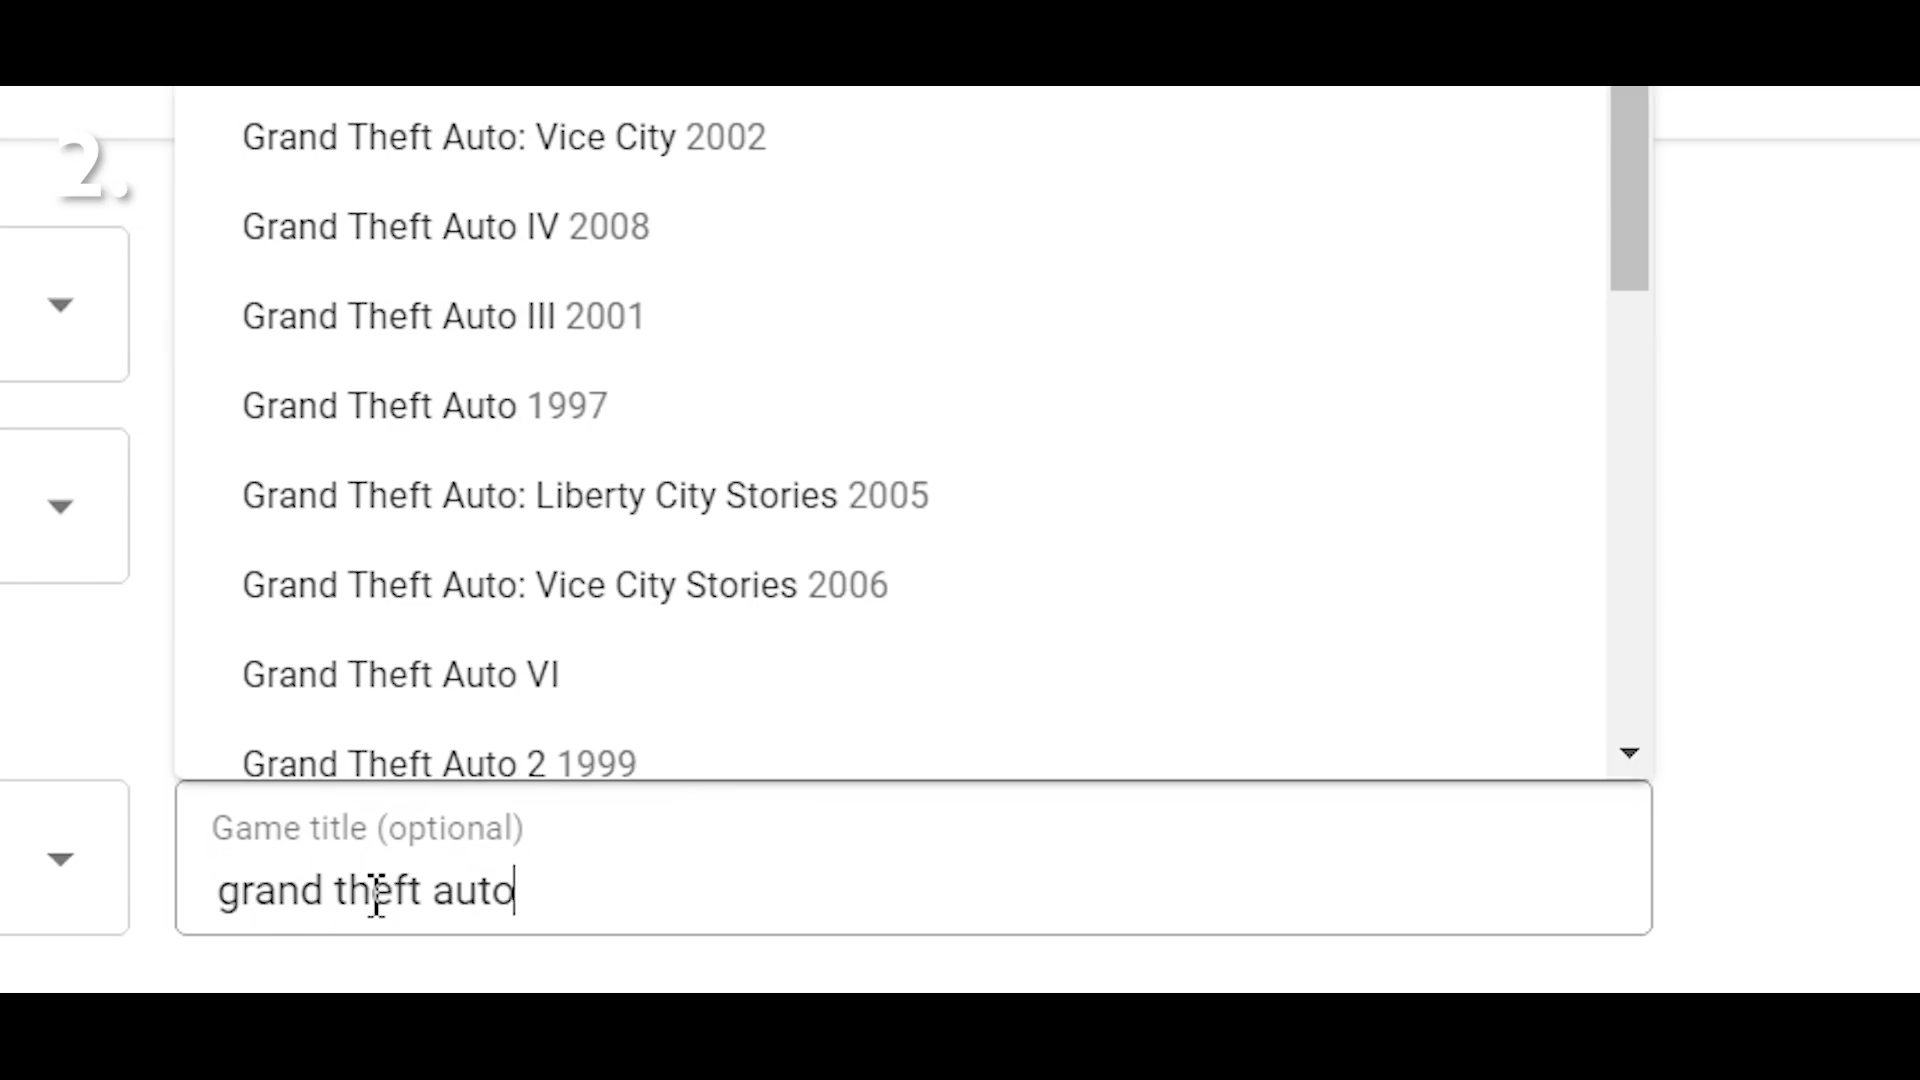 2.
Grand Theft Auto: Vice City 2002
Grand Theft Auto IV 2008
Grand Theft Auto III 2001
Grand Theft Auto 1997
Grand Theft Auto: Liberty City Stories 2005
Grand Theft Auto: Vice City Stories 2006
Grand Theft Auto VI
Grand Theft Auto 2 1999
Game title (optional)
grand theft auto